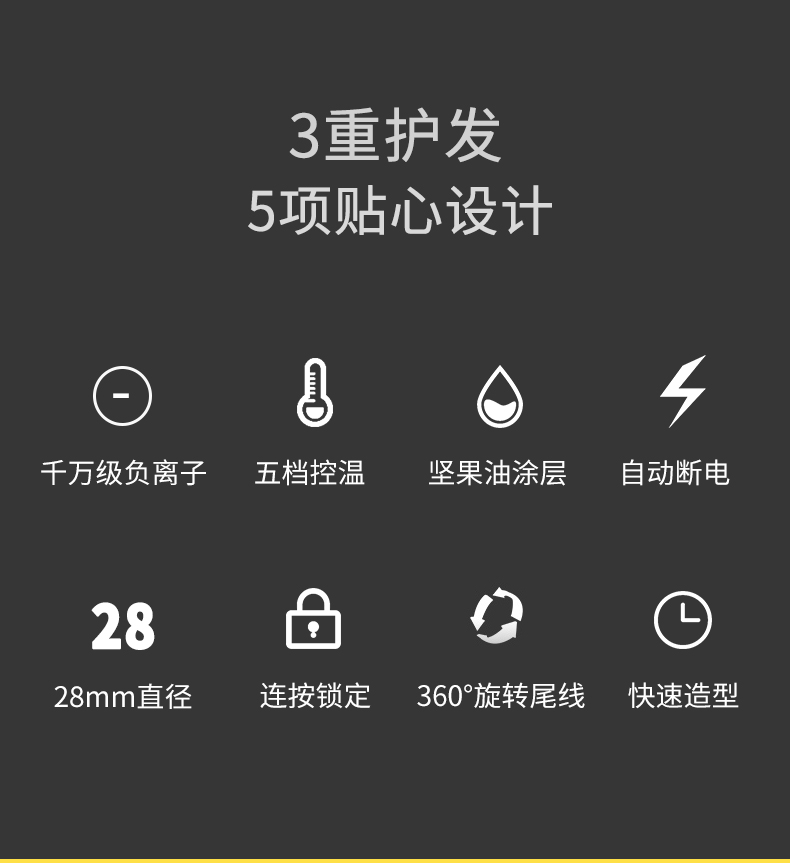 3重护发
5项贴心设计
千万级负离子
五档控温
坚果油涂层
自动断电
28
28mm直径
连按锁定
360°旋转尾线
快速造型